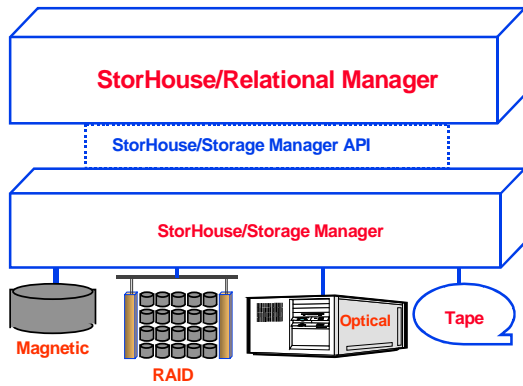 StorHouse/Relational Manager
StorHouse/Storage Manager API
StorHouse/Storage Manager
Optical
Tape
Magnetic
RAID